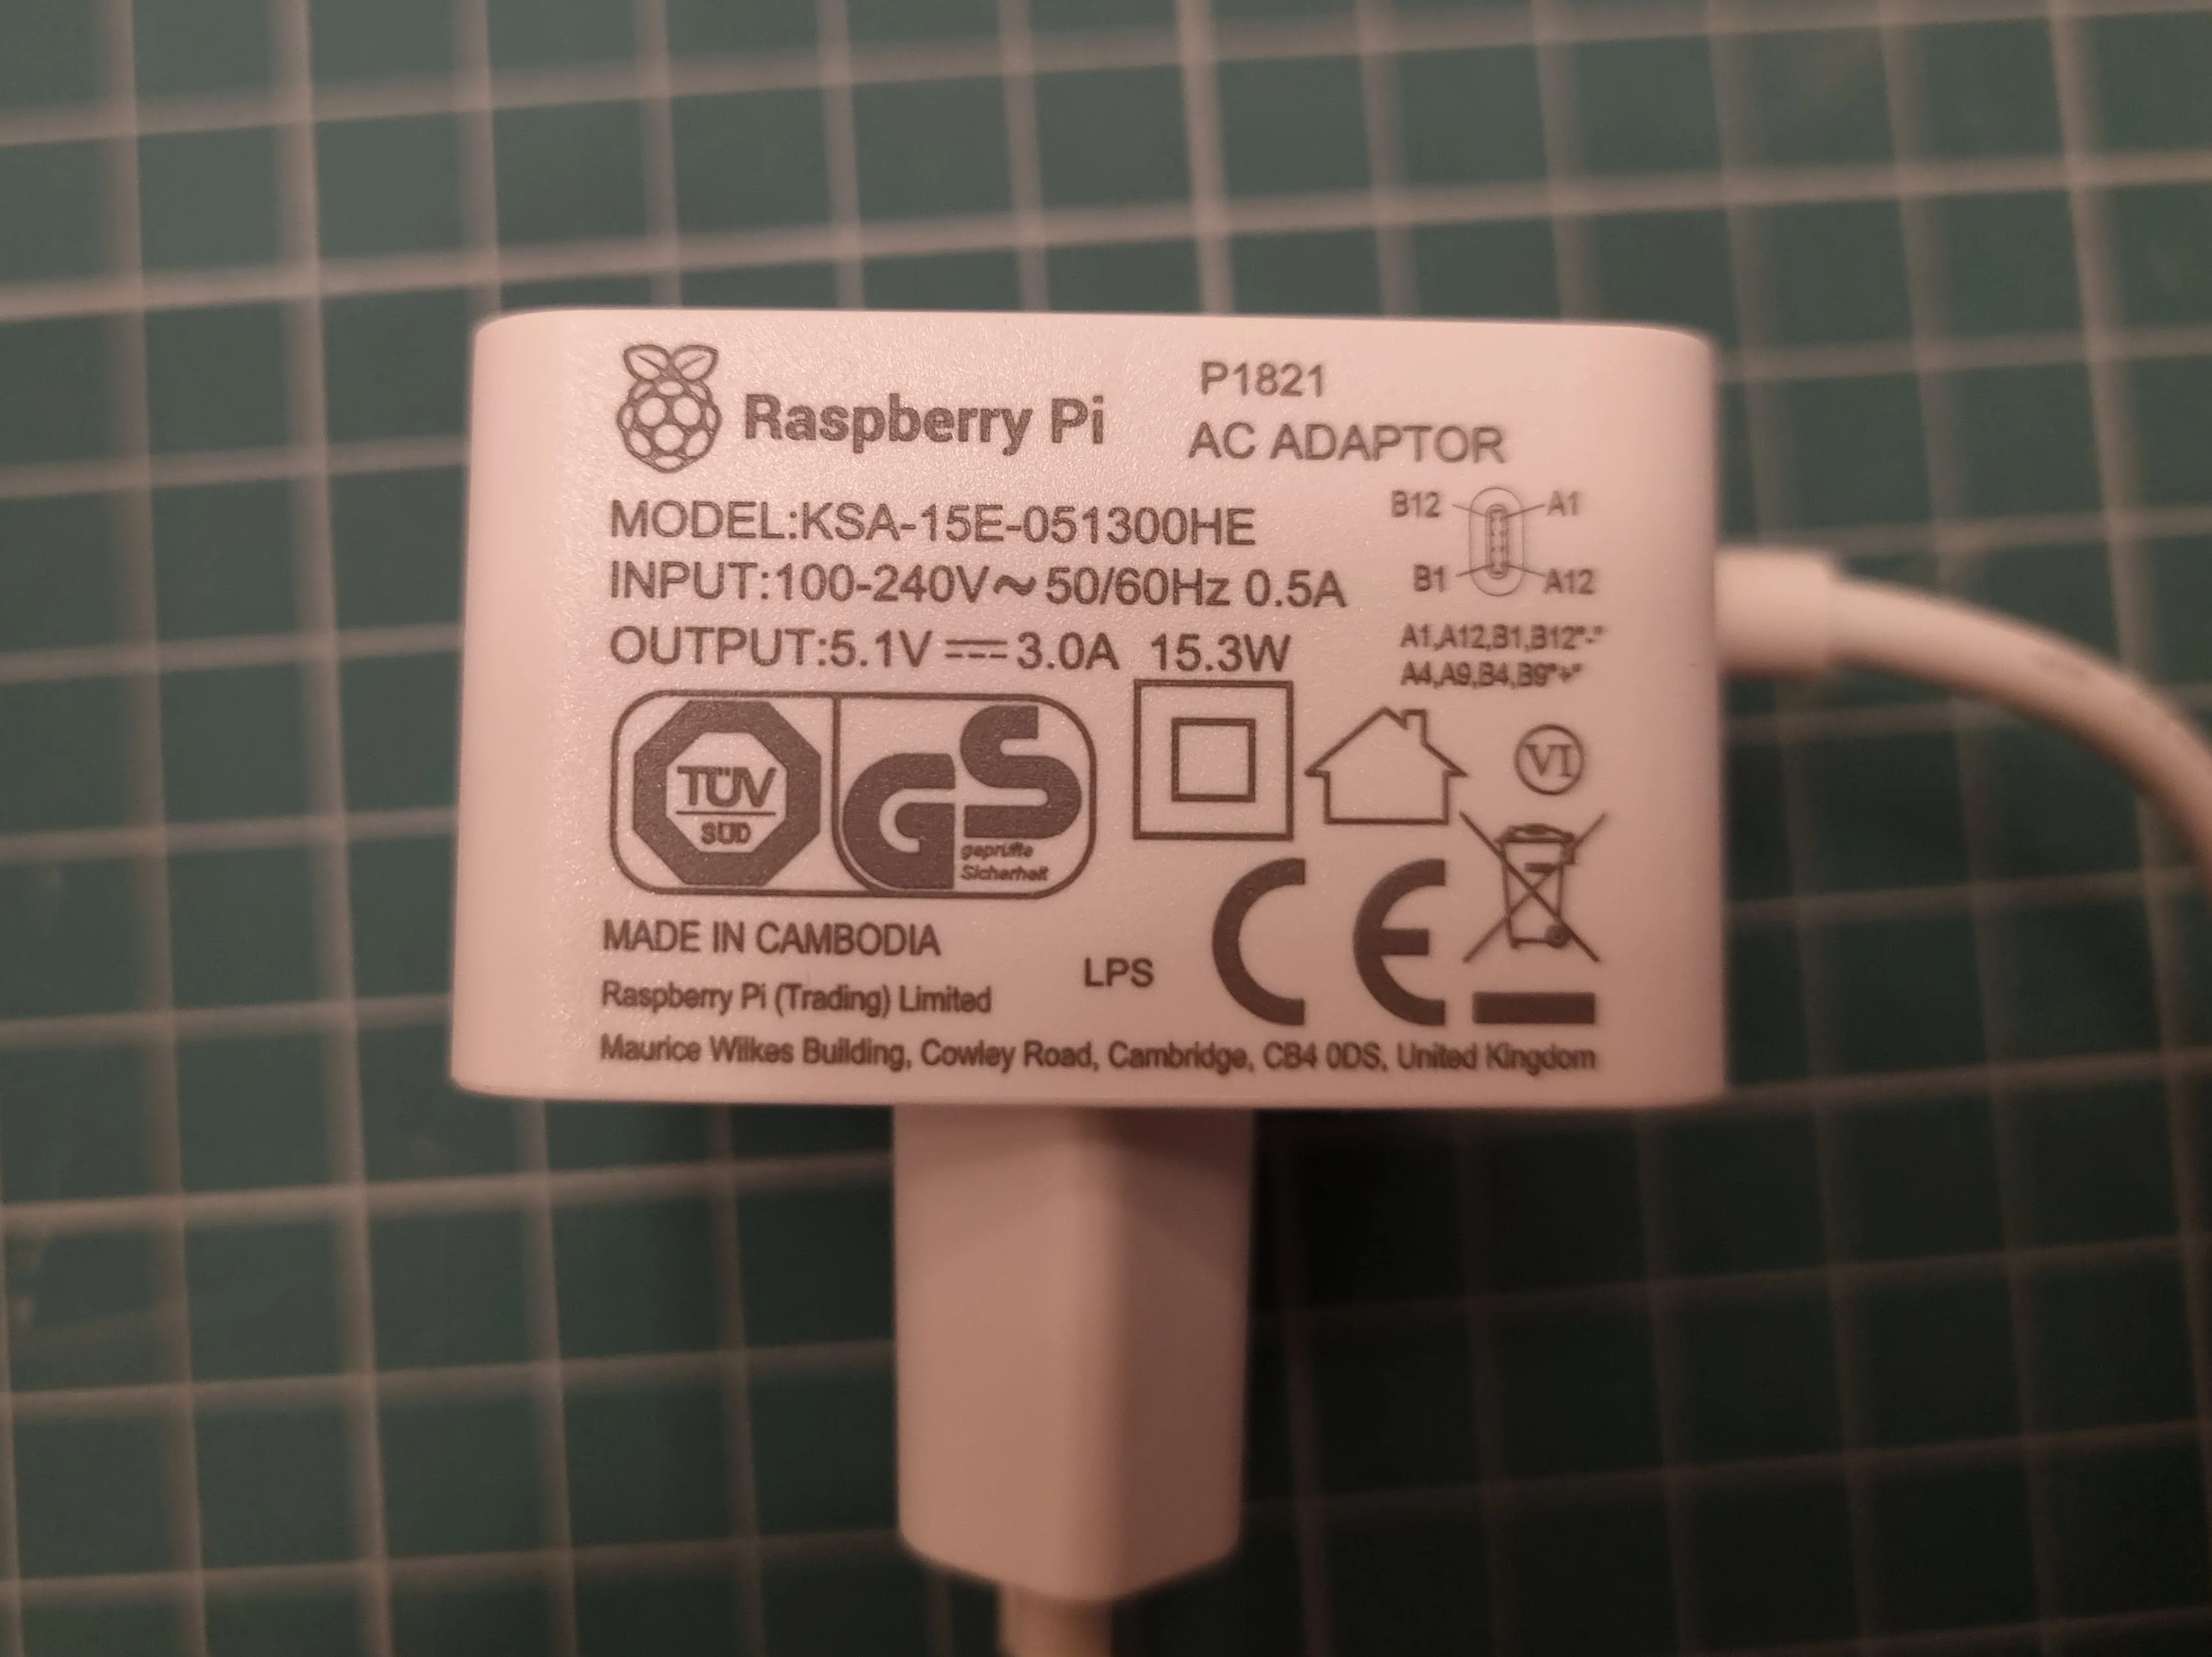 Raspberry Pi
P1821
AC ADAPTOR
MODEL:KSA-15E-051300HE
INPUT:100-240V~50/60Hz 0.5A
OUTPUT:5.1V⎓3.0A 15.3W
B12 A1
B1 A12
A1,A12,B1,B12"-"
A4,A9,B4,B9"+"
TÜV
SÜD
GS
geprüfte
Sicherheit
VI
CE
MADE IN CAMBODIA
LPS
Raspberry Pi (Trading) Limited
Maurice Wilkes Building, Cowley Road, Cambridge, CB4 0DS, United Kingdom